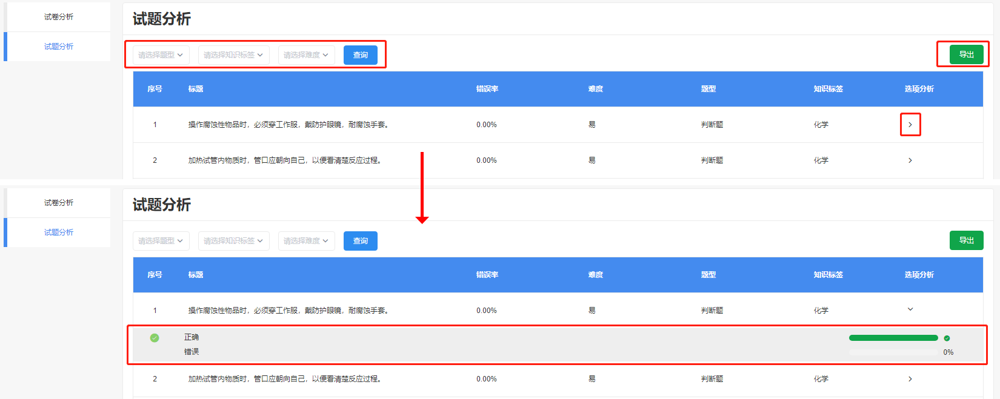 试卷分析
试题分析
试题分析
请选择题型 请选择知识标签 请选择难度 查询 导出
序号 标题 错误率 难度 题型 知识标签 选项分析
1 操作腐蚀性物品时，必须穿工作服，戴防护眼镜，耐腐蚀手套。 0.00% 易 判断题 化学
2 加热试管内物质时，管口应朝向自己，以便看清楚反应过程。 0.00% 易 判断题 化学
试卷分析
试题分析
试题分析
请选择题型 请选择知识标签 请选择难度 查询 导出
序号 标题 错误率 难度 题型 知识标签 选项分析
1 操作腐蚀性物品时，必须穿工作服，戴防护眼镜，耐腐蚀手套。 0.00% 易 判断题 化学
正确
错误 0%
2 加热试管内物质时，管口应朝向自己，以便看清楚反应过程。 0.00% 易 判断题 化学